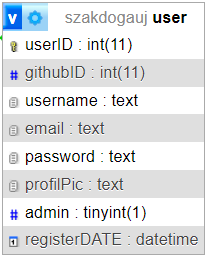 v szakdogauj user
userID : int(11)
# githubID : int(11)
username : text
email : text
password : text
profilPic : text
# admin : tinyint(1)
registerDATE : datetime